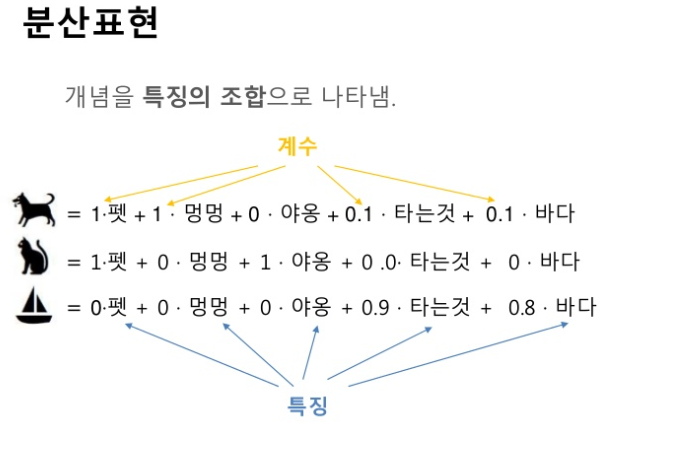 분산표현
개념을 특징의 조합으로 나타냄.
계수
= 1·펫 + 1 · 멍멍 + 0 · 야옹 + 0.1 · 타는것 + 0.1 · 바다
= 1·펫 + 0 · 멍멍 + 1 · 야옹 + 0 .0· 타는것 + 0 · 바다
= 0·펫 + 0 · 멍멍 + 0 · 야옹 + 0.9 · 타는것 + 0.8 · 바다
특징